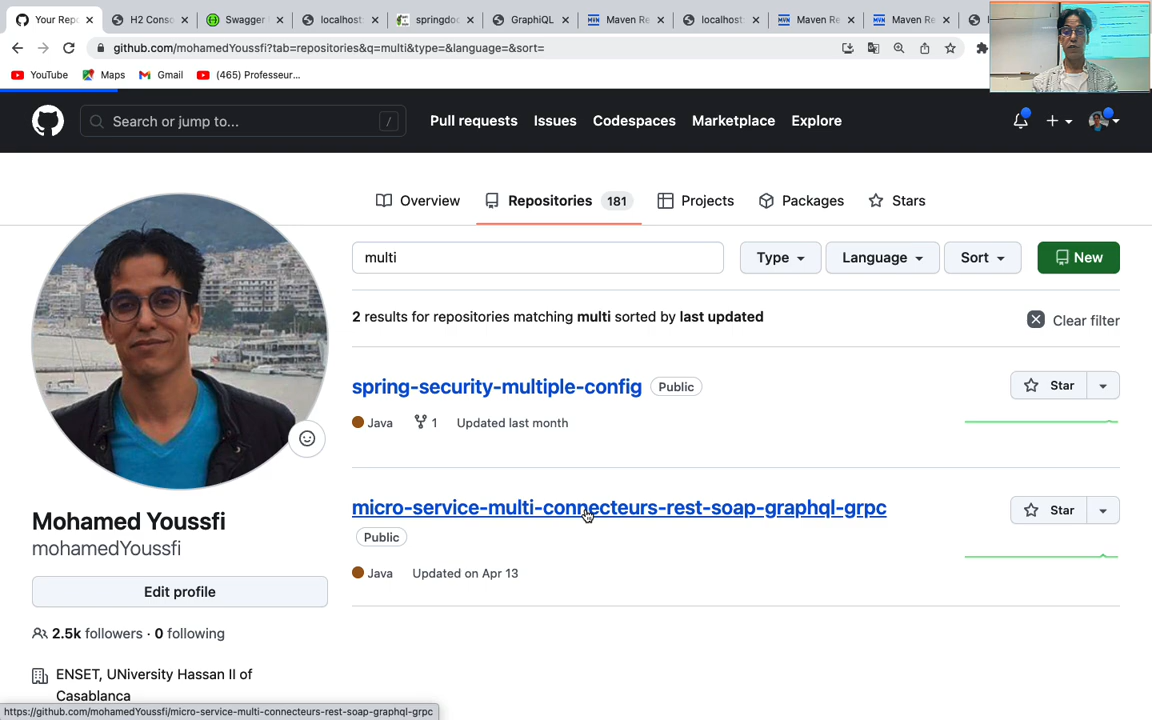 Your Rep
H2 Conso
Swagger
localhost
springdoc
GraphiQL
Maven Re
localhost
Maven Re
Maven Re
github.com/mohamedYoussfi?tab=repositories&q=multi&type=&language=&sort=
YouTube
Maps
Gmail
(465) Professeur...
Search or jump to...
/
Pull requests
Issues
Codespaces
Marketplace
Explore
Overview
Repositories 181
Projects
Packages
Stars
multi
Type
Language
Sort
New
2 results for repositories matching multi sorted by last updated
Clear filter
spring-security-multiple-config Public
Star
Java 1 Updated last month
micro-service-multi-connecteurs-rest-soap-graphql-grpc
Star
Public
Java Updated on Apr 13
Mohamed Youssfi
mohamedYoussfi
Edit profile
2.5k followers · 0 following
ENSET, UNiversity Hassan II of
Casablanca
https://github.com/mohamedYoussfi/micro-service-multi-connecteurs-rest-soap-graphql-grpc